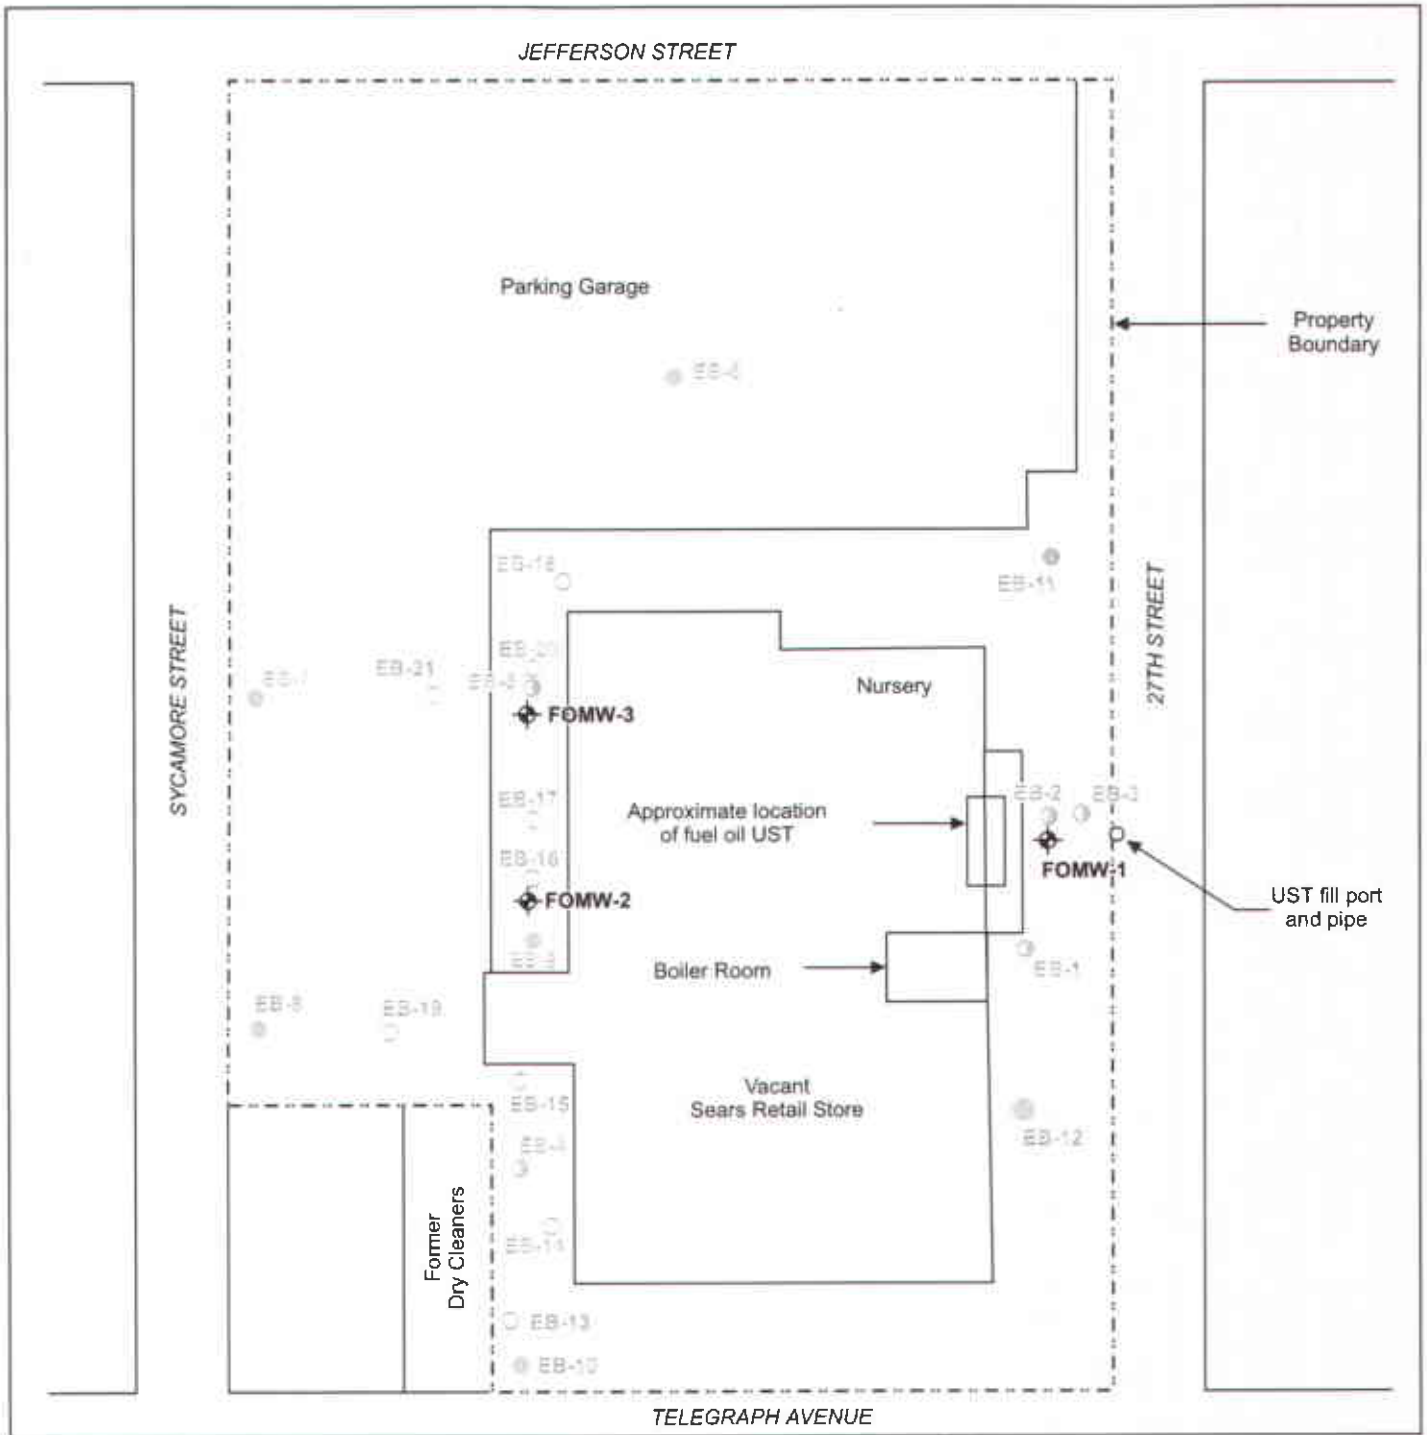 JEFFERSON STREET
Parking Garage
Property
Boundary
EB-11
SYCAMORE STREET
27TH STREET
EB-21
Nursery
FOMW-3
EB-17
Approximate location
of fuel oil UST
EB-2
FOMW-1
EB-16
FOMW-2
UST fill port
and pipe
Boiler Room
EB-1
EB-8
EB-19
Vacant
Sears Retail Store
EB-15
EB-12
Former
Dry Cleaners
EB-14
EB-13
EB-10
TELEGRAPH AVENUE